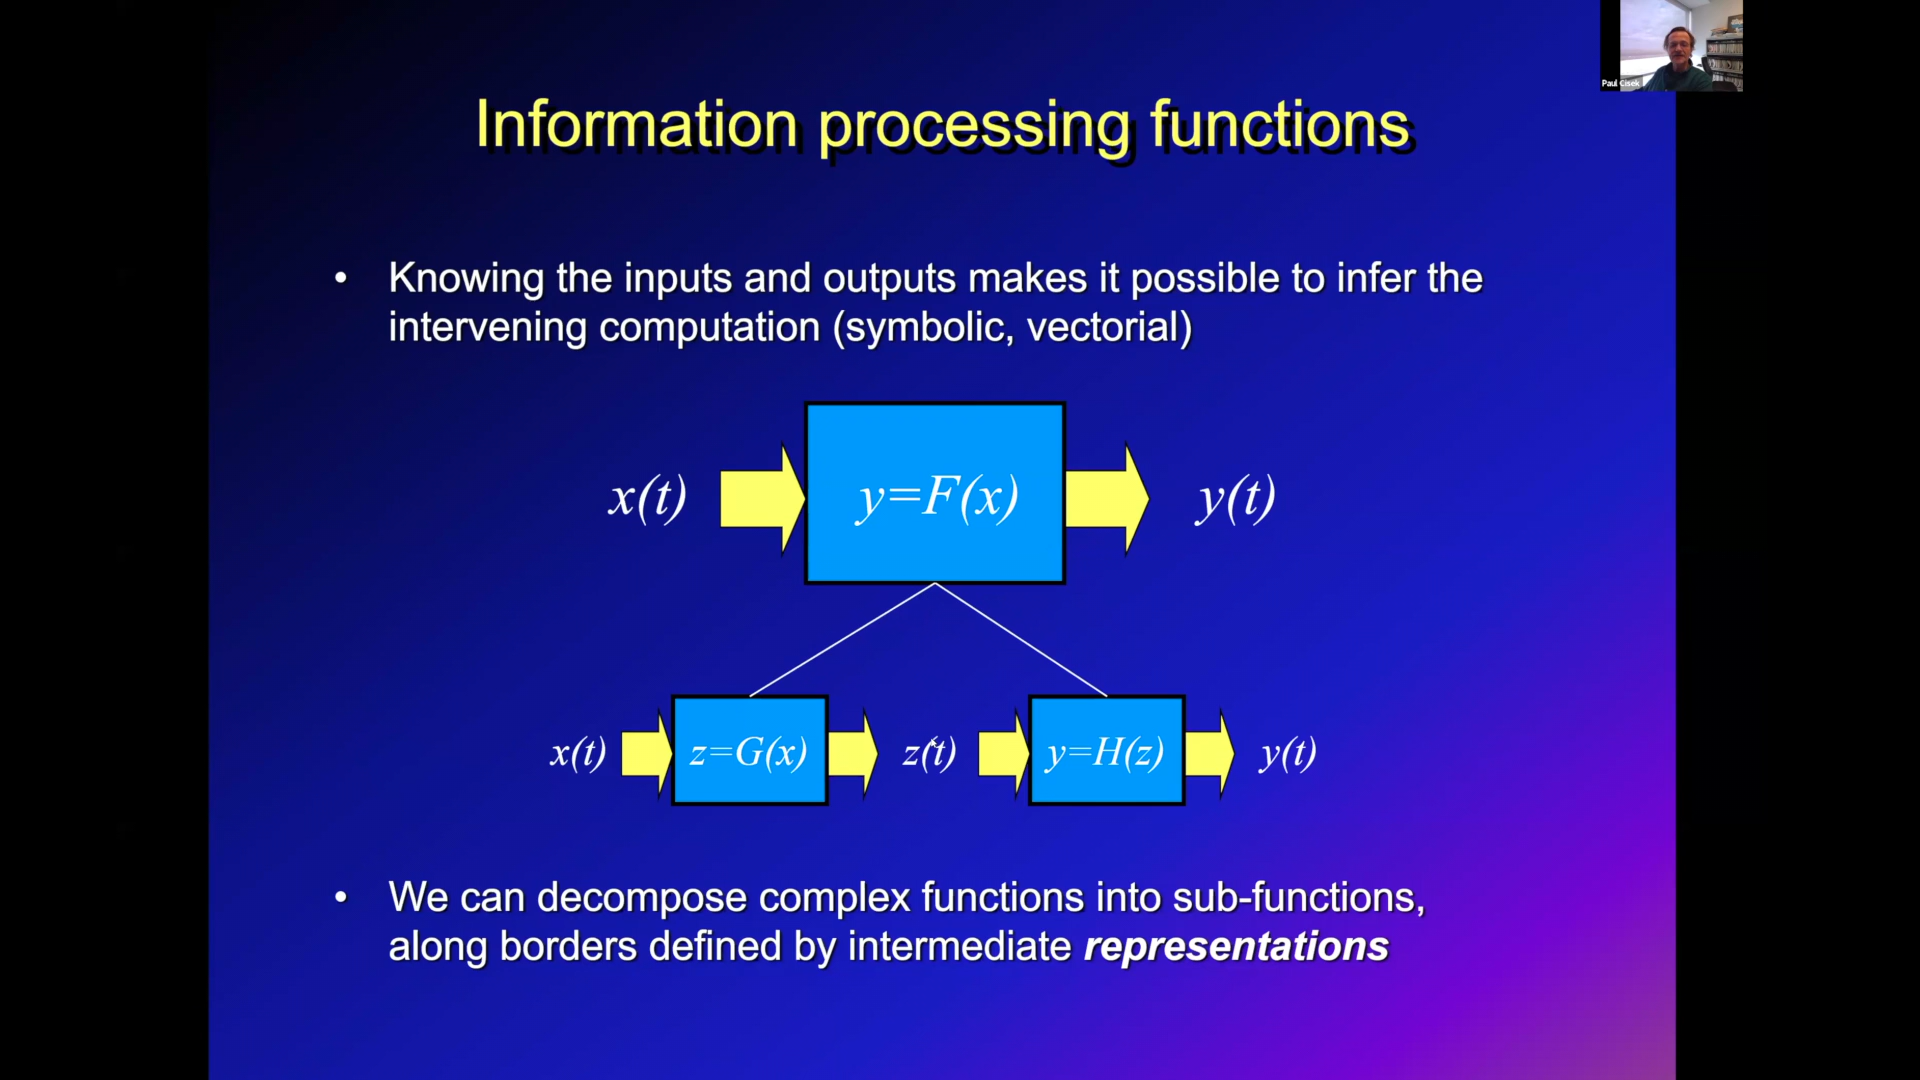 Paul Cisek
Information processing functions
• Knowing the inputs and outputs makes it possible to infer the
intervening computation (symbolic, vectorial)
x(t) y=F(x) y(t)
x(t) z=G(x) z(t) y=H(z) y(t)
• We can decompose complex functions into sub-functions,
along borders defined by intermediate representations